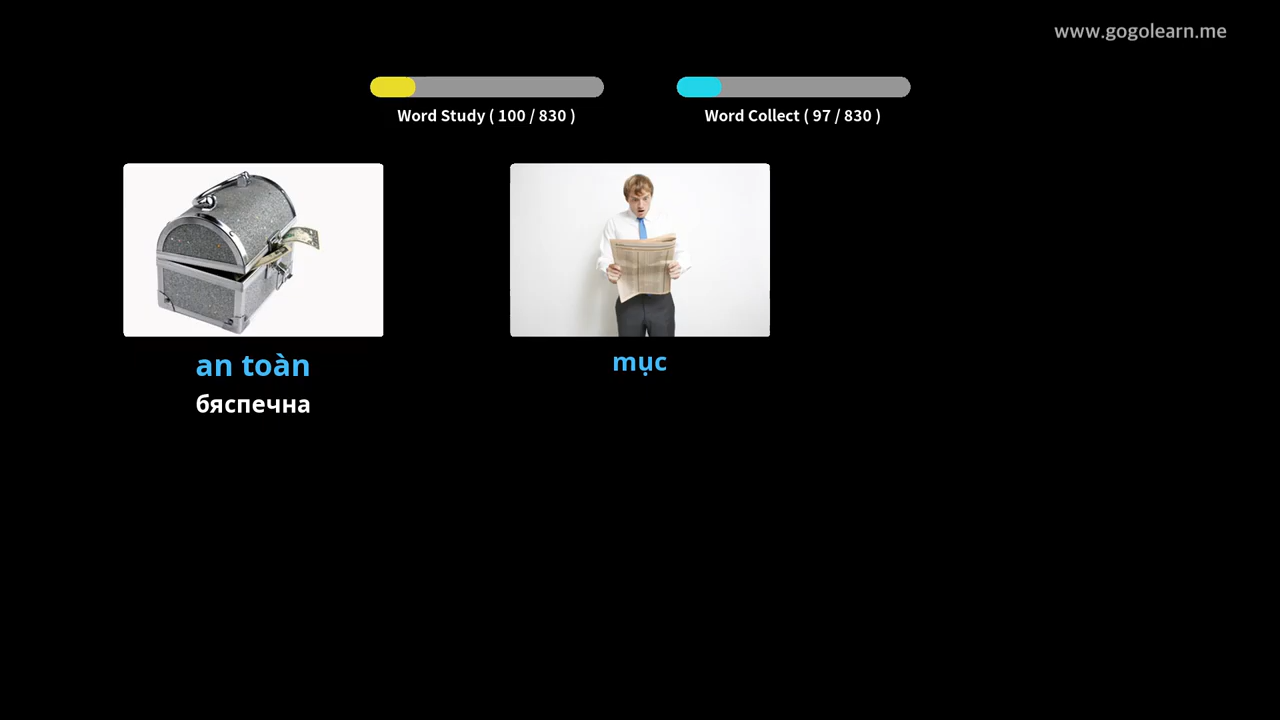 www.gogolearn.me
Word Study ( 100 / 830 )
Word Collect ( 97 / 830 )
an toàn
бяспечна
mục